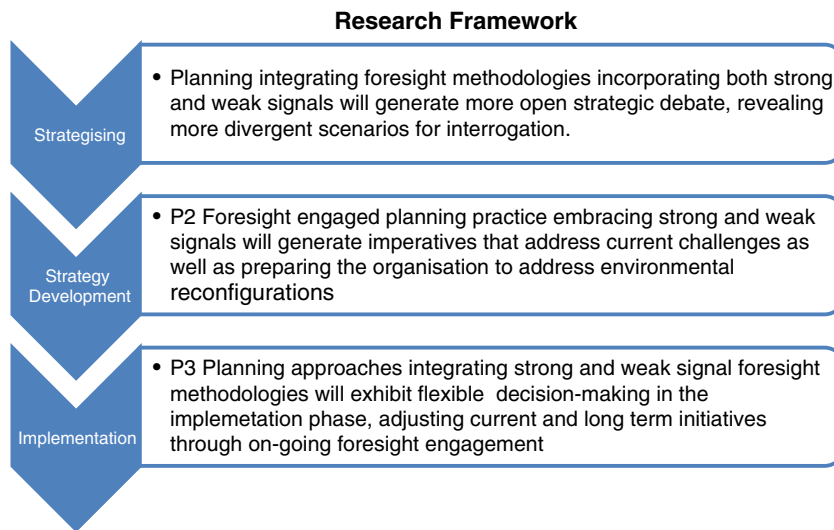 Research Framework
Strategising
• Planning integrating foresight methodologies incorporating both strong
and weak signals will generate more open strategic debate, revealing
more divergent scenarios for interrogation.
Strategy
Development
• P2 Foresight engaged planning practice embracing strong and weak
signals will generate imperatives that address current challenges as
well as preparing the organisation to address environmental
reconfigurations
Implementation
• P3 Planning approaches integrating strong and weak signal foresight
methodologies will exhibit flexible decision-making in the
implemetation phase, adjusting current and long term initiatives
through on-going foresight engagement